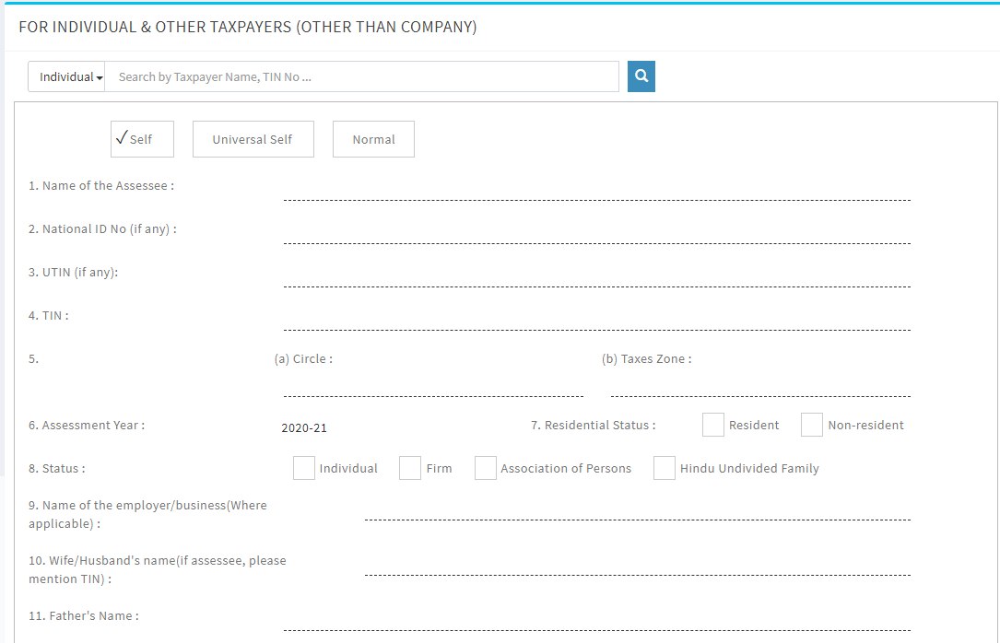 FOR INDIVIDUAL & OTHER TAXPAYERS (OTHER THAN COMPANY)
Individual Search by Taxpayer Name, TIN No ...
Self Universal Self Normal
1. Name of the Assessee :
2. National ID No (if any) :
3. UTIN (if any):
4. TIN :
5. (a) Circle : (b) Taxes Zone :
6. Assessment Year : 2020-21 7. Residential Status : Resident Non-resident
8. Status : Individual Firm Association of Persons Hindu Undivided Family
9. Name of the employer/business(Where
applicable) :
10. Wife/Husband's name(if assessee, please
mention TIN) :
11. Father's Name :